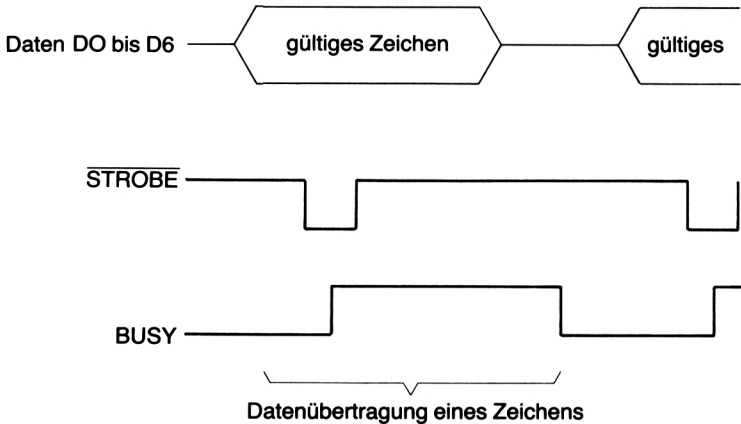 Daten DO bis D6
gültiges Zeichen
gültiges
STROBE
BUSY
Datenübertragung eines Zeichens